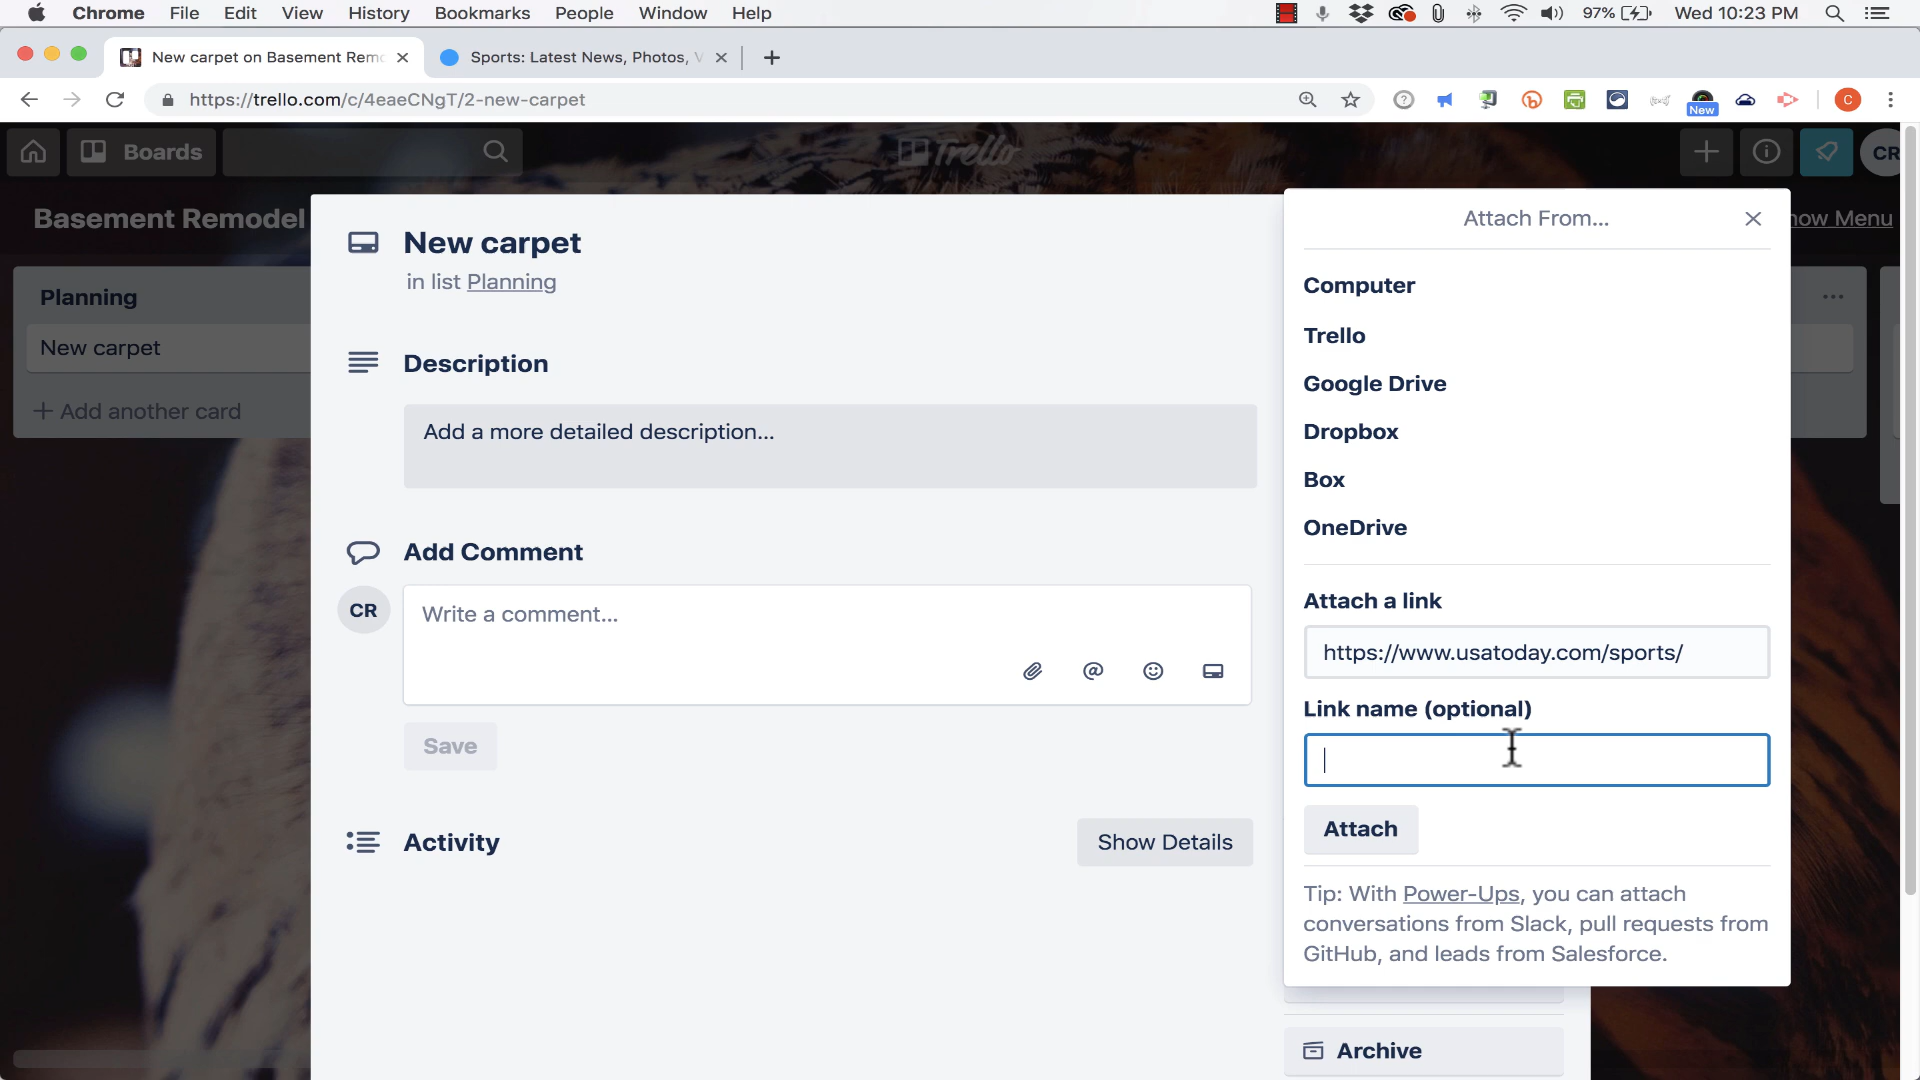 Chrome File Edit View History Bookmarks People Window Help 97% Wed 10:23 PM
New carpet on Basement Remo Sports: Latest News, Photos, V
https://trello.com/c/4eaeCNgT/2-new-carpet
New
C
Boards
Trello
CR
Basement Remodel
how Menu
Planning
New carpet
+ Add another card
New carpet
in list Planning
Description
Add a more detailed description...
Add Comment
CR
Write a comment...
Save
Activity
Show Details
Attach From...
Computer
Trello
Google Drive
Dropbox
Box
OneDrive
Attach a link
https://www.usatoday.com/sports/
Link name (optional)
Attach
Tip: With Power-Ups, you can attach
conversations from Slack, pull requests from
GitHub, and leads from Salesforce.
Archive